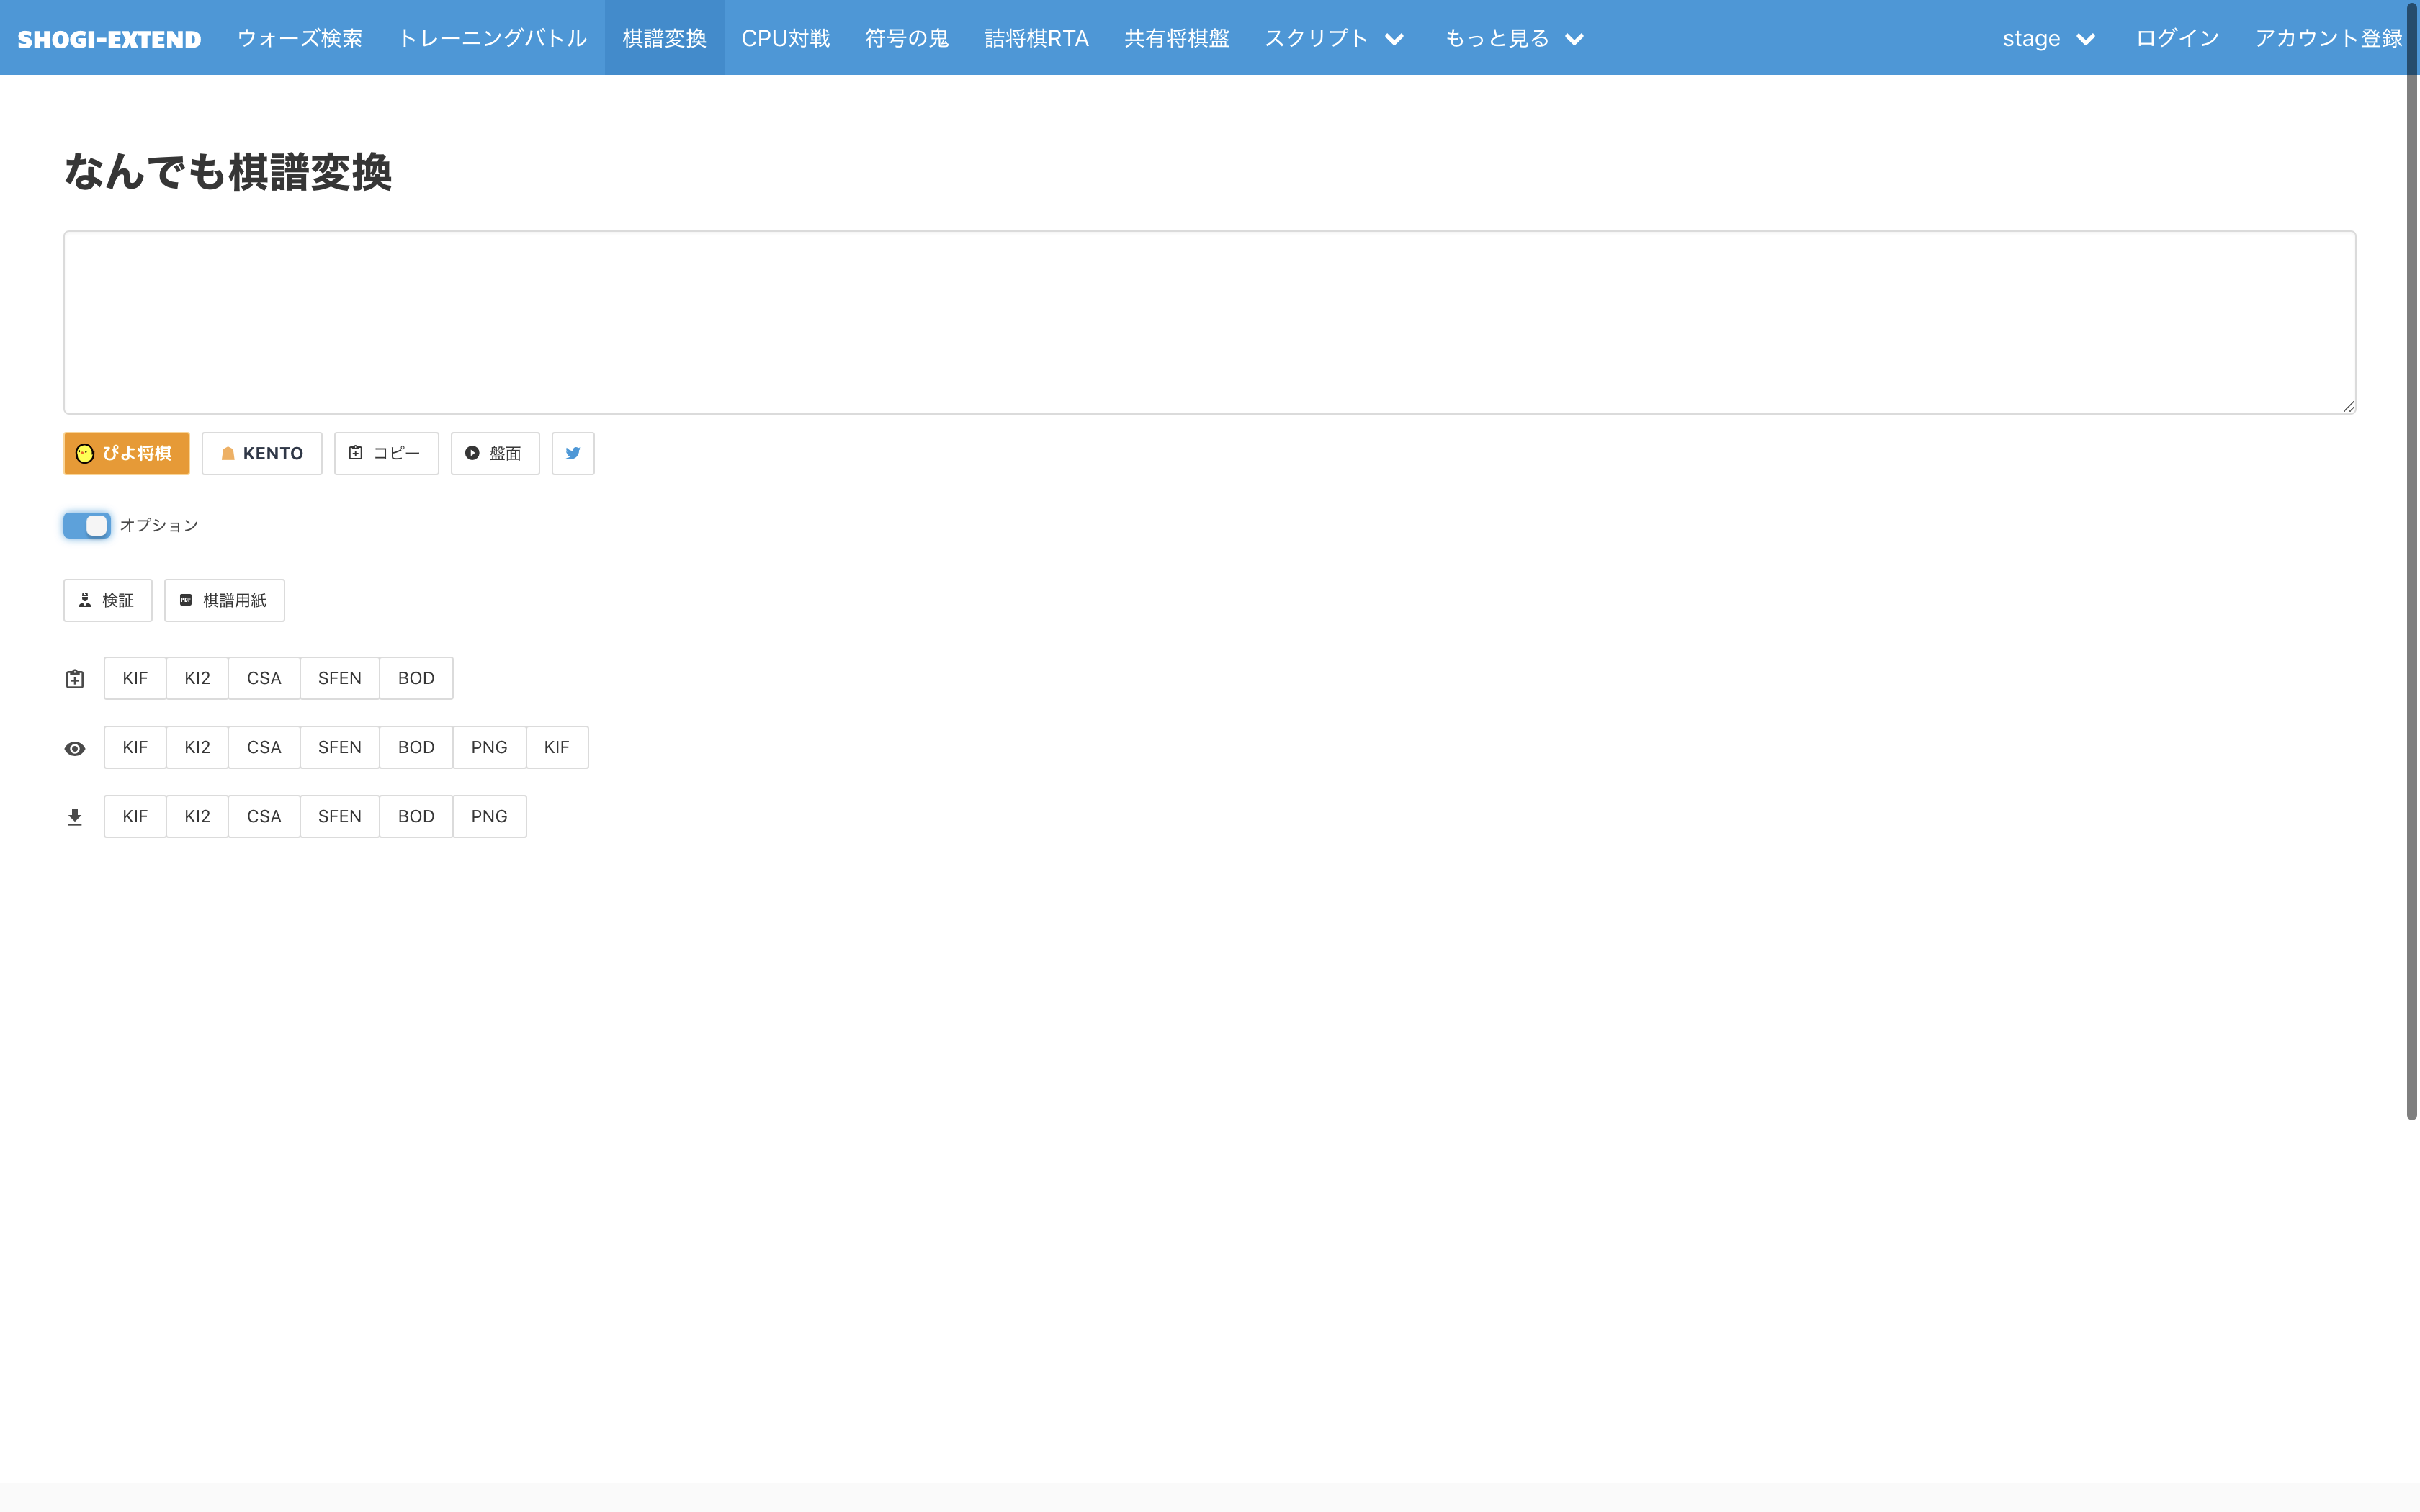 SHOGI-EXTEND ウォーズ検索 トレーニングバトル 棋譜変換 CPU対戦 符号の鬼 詰将棋RTA 共有将棋盤 スクリプト もっと見る stage ログイン アカウント登録
なんでも棋譜変換
ぴよ将棋 KENTO コピー 盤面
オプション
検証 PDF 棋譜用紙
KIF KI2 CSA SFEN BOD
KIF KI2 CSA SFEN BOD PNG KIF
KIF KI2 CSA SFEN BOD PNG